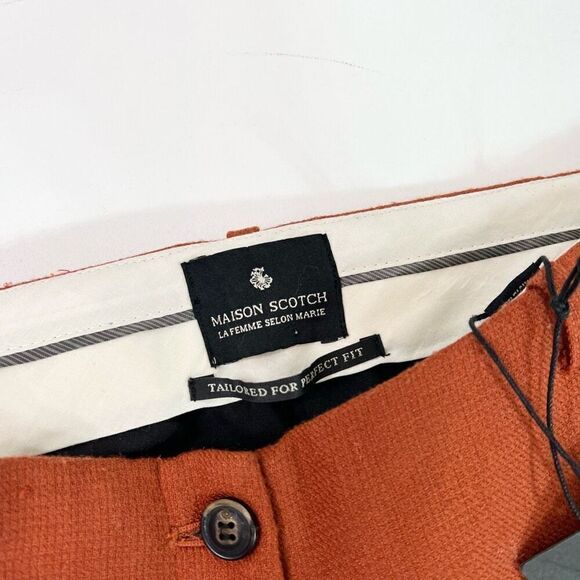 MAISON SCOTCH
LA FEMME SELON MARIE
TAILORED FOR PERFECT FIT